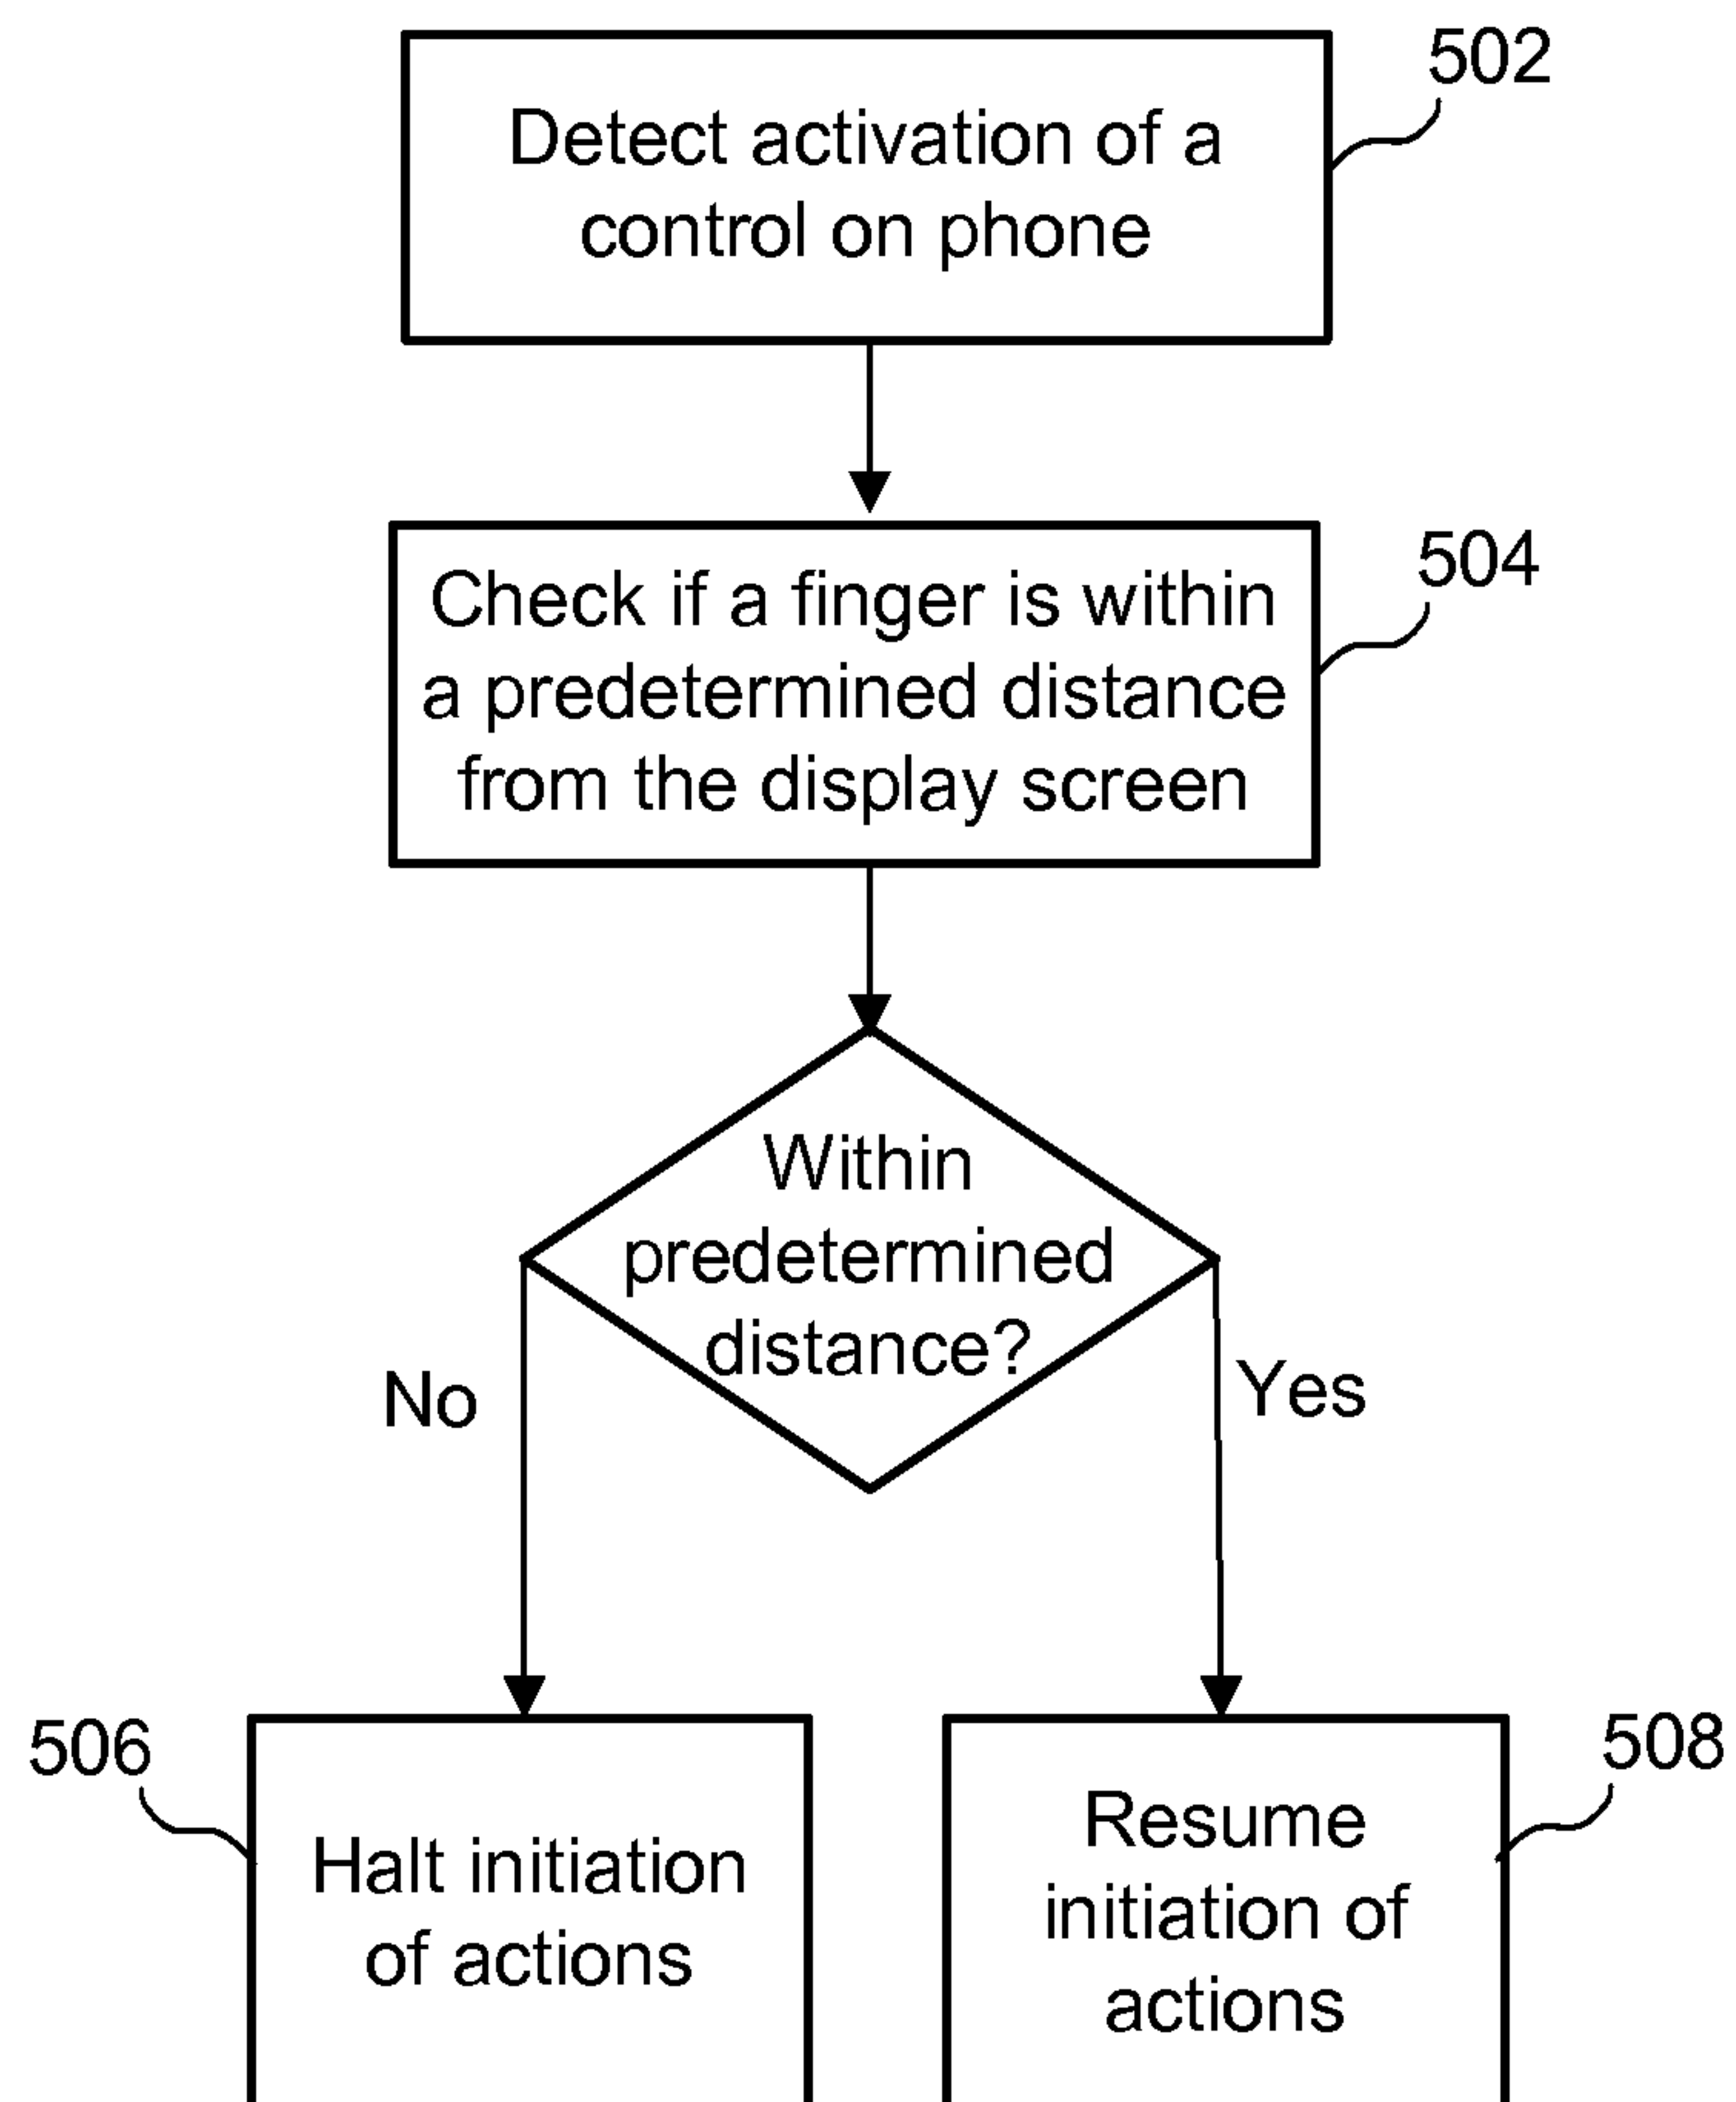 502
Detect activation of a
control on phone
504
Check if a finger is within
a predetermined distance
from the display screen
Within
predetermined
distance?
No
Yes
506
Halt initiation
of actions
508
Resume
initiation of
actions